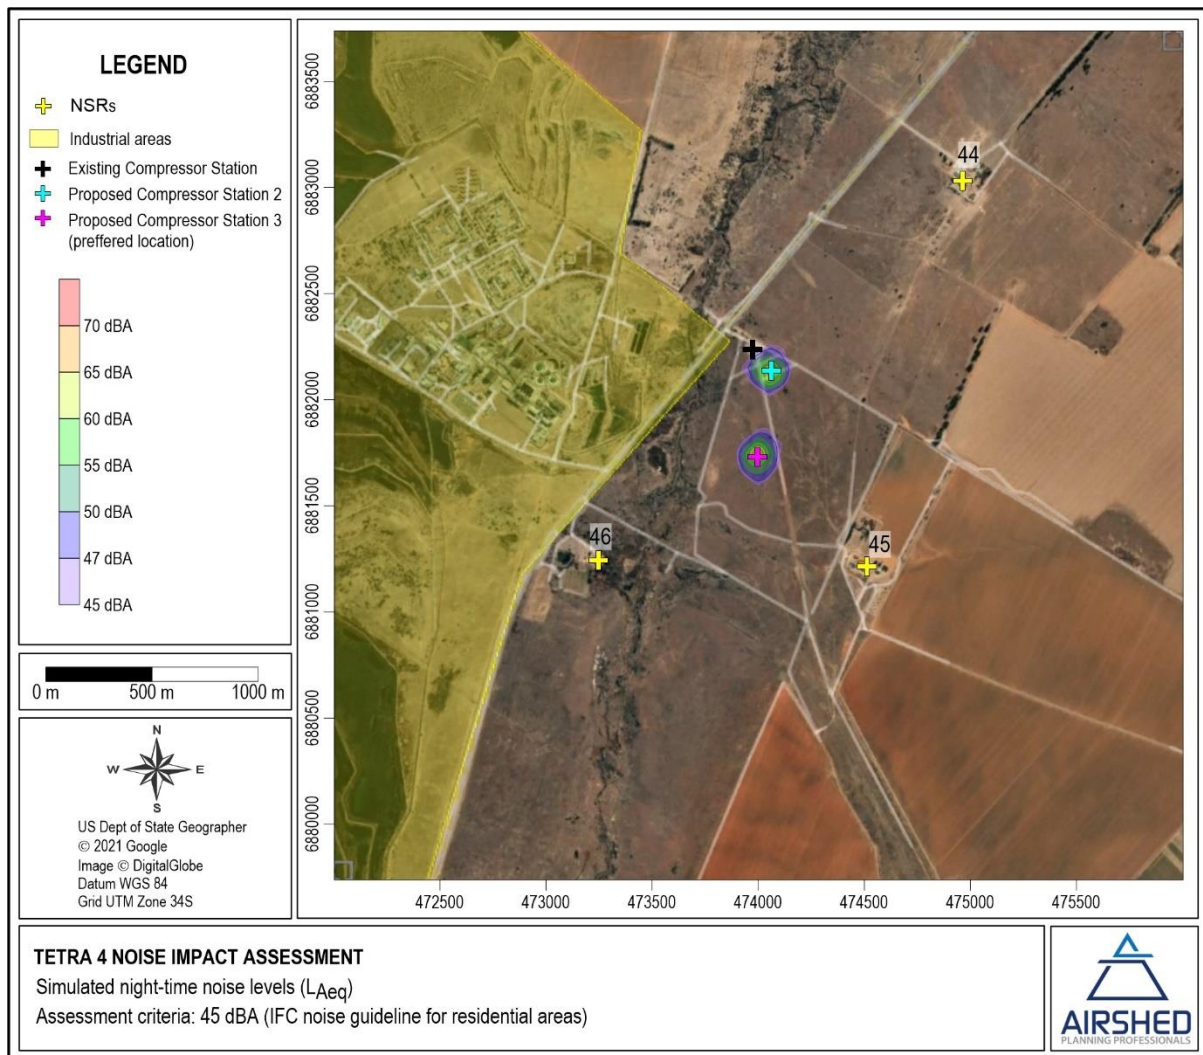 LEGEND
NSRs
Industrial areas
Existing Compressor Station
Proposed Compressor Station 2
Proposed Compressor Station 3
(preffered location)
70 dBA
65 dBA
60 dBA
55 dBA
50 dBA
47 dBA
45 dBA
0 m 500 m 1000 m
N
W E
S
US Dept of State Geographer
© 2021 Google
Image © DigitalGlobe
Datum WGS 84
Grid UTM Zone 34S
6883500
6883000
6882500
6882000
6881500
6881000
6880500
6880000
44
46
45
472500 473000 473500 474000 474500 475000 475500
TETRA 4 NOISE IMPACT ASSESSMENT
Simulated night-time noise levels (LAeq)
Assessment criteria: 45 dBA (IFC noise guideline for residential areas)
AIRSHED
PLANNING PROFESSIONALS